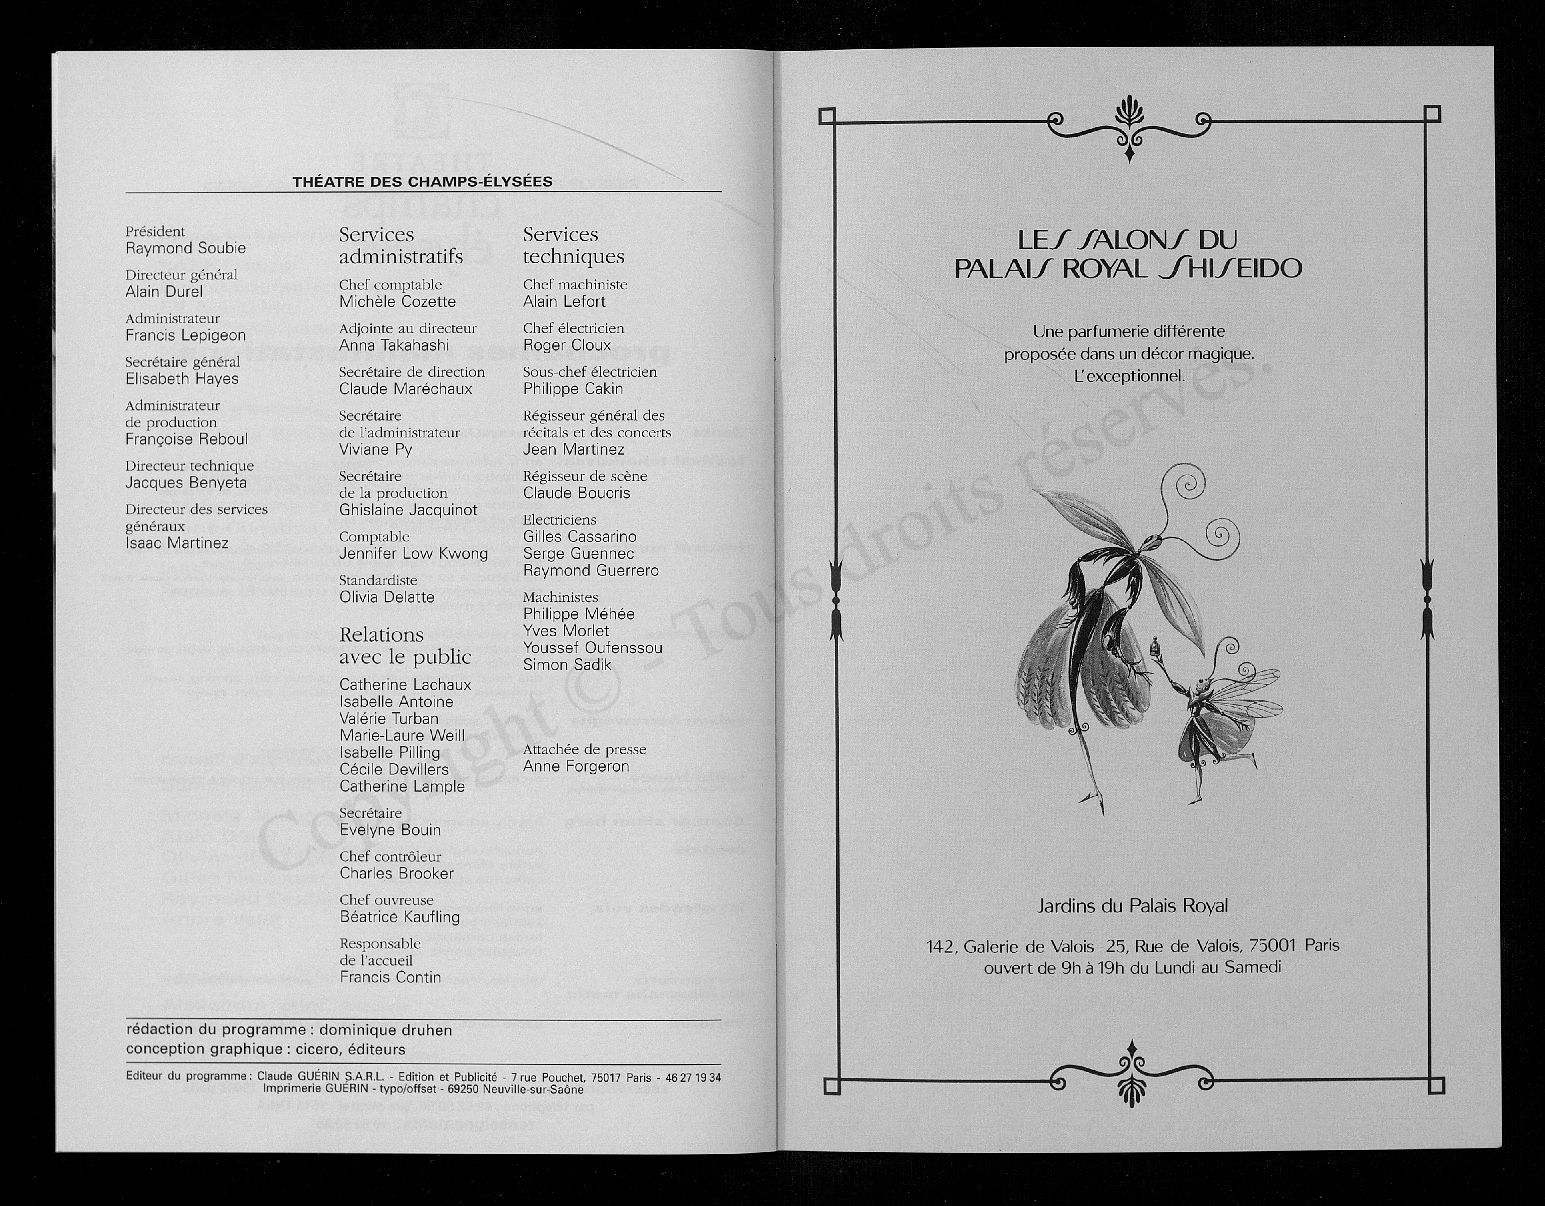 THÉATRE DES CHAMPS-ÉLYSÉES
Président
Raymond Soubie
Directeur général
Alain Durel
Administrateur
Francis Lepigeon
Secrétaire général
Elisabeth Hayes
Administrateur
de production
Françoise Reboul
Directeur technique
Jacques Benyeta
Directeur des services
généraux
Isaac Martinez
Services
administratifs
Chef comptable
Michèle Cozette
Adjointe au directeur
Anna Takahashi
Secrétaire de direction
Claude Maréchaux
Secrétaire
de l'administrateur
Viviane Py
Secrétaire
de la production
Ghislaine Jacquinot
Comptable
Jennifer Low Kwong
Standardiste
Olivia Delatte
Relations
avec le public
Catherine Lachaux
Isabelle Antoine
Valérie Turban
Marie-Laure Weill
Isabelle Pilling
Cécile Devillers
Catherine Lample
Secrétaire
Evelyne Bouin
Chef contrôleur
Charles Brooker
Chef ouvreuse
Béatrice Kaufling
Responsable
de l'accueil
Francis Contin
Services
techniques
Chef machiniste
Alain Lefort
Chef électricien
Roger Cloux
Sous-chef électricien
Philippe Cakin
Régisseur général des
récitals et des concerts
Jean Martinez
Régisseur de scène
Claude Boucris
Electriciens
Gilles Cassarino
Serge Guennec
Raymond Guerrero
Machinistes
Philippe Méhée
Yves Morlet
Youssef Oufenssou
Simon Sadik
Attachée de presse
Anne Forgeron
rédaction du programme : dominique druhen
conception graphique : cicero, éditeurs
Editeur du programme : Claude GUÉRIN S.A.R.L. - Edition et Publicité - 7 rue Pouchet, 75017 Paris - 46 27 19 34
Imprimerie GUÉRIN - typo/offset - 69250 Neuville-sur-Saône
LES SALONS DU
PALAIS ROYAL SHISEIDO
Une parfumerie différente
proposée dans un décor magique.
L'exceptionnel.
Jardins du Palais Royal
142, Galerie de Valois 25, Rue de Valois, 75001 Paris
ouvert de 9h à 19h du Lundi au Samedi
Copyright © - Tous droits réservés.